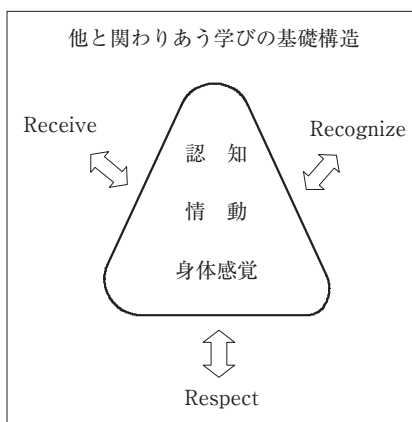 他と関わりあう学びの基礎構造
Receive
Recognize
認 知
情 動
身体感覚
Respect